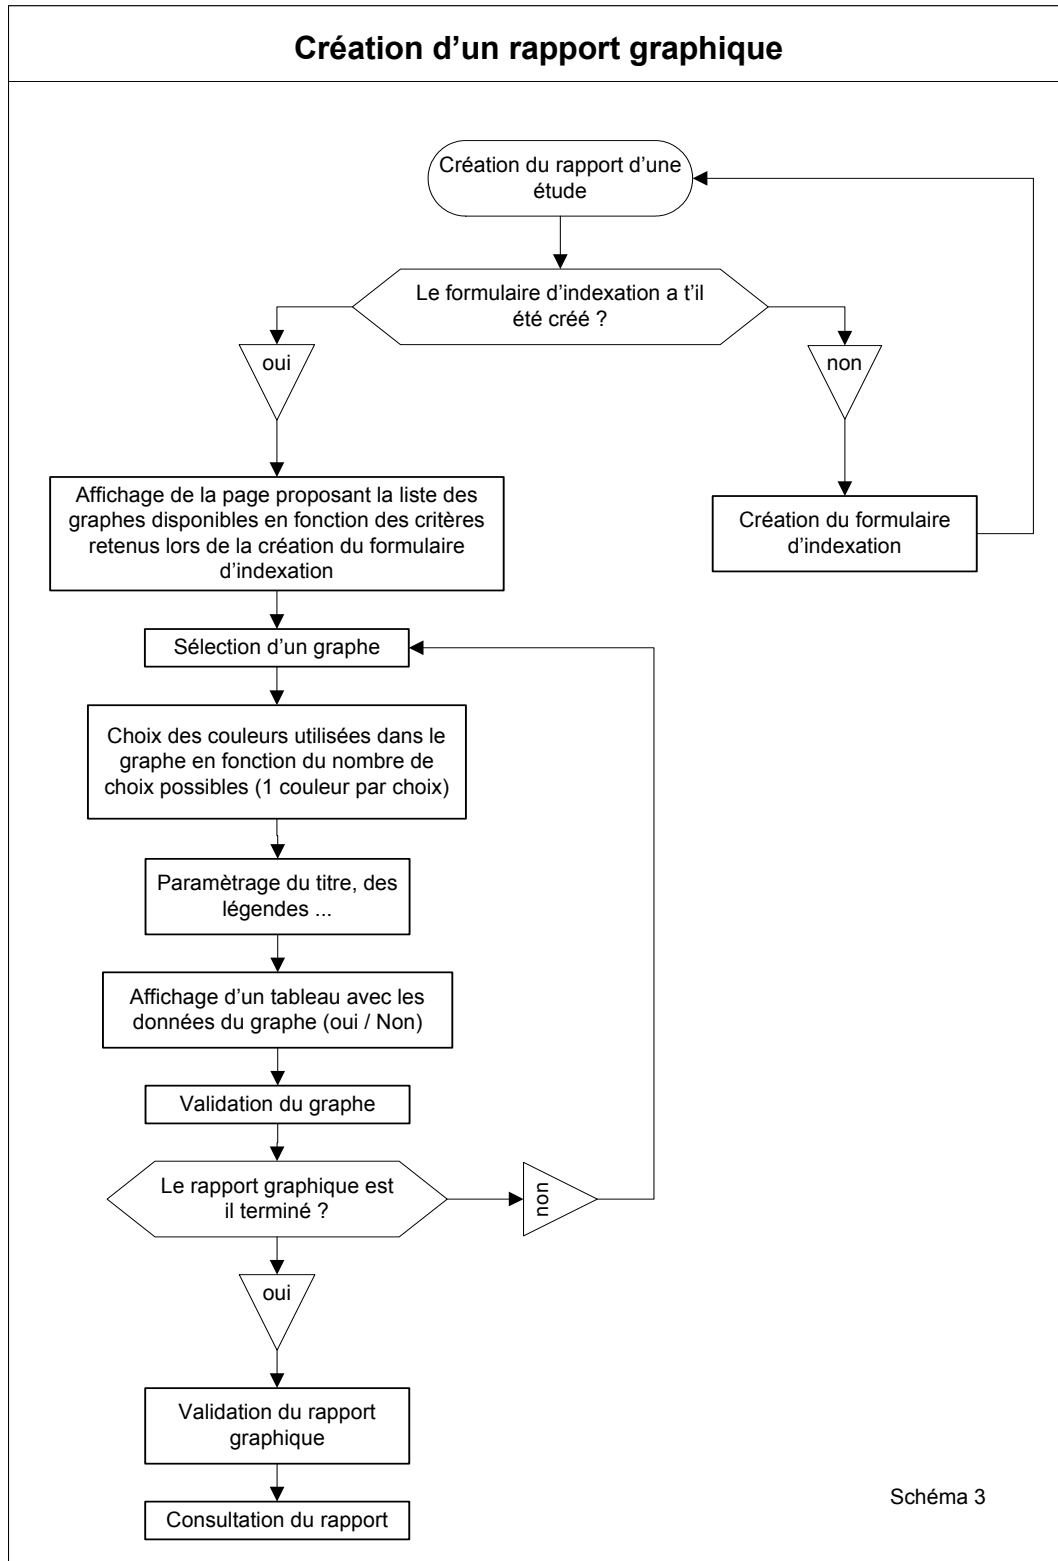 Création d’un rapport graphique
Création du rapport d’une
étude
Le formulaire d’indexation a t’il
été créé ?
oui
non
Affichage de la page proposant la liste des
graphes disponibles en fonction des critères
retenus lors de la création du formulaire
d’indexation
Création du formulaire
d’indexation
Sélection d’un graphe
Choix des couleurs utilisées dans le
graphe en fonction du nombre de
choix possibles (1 couleur par choix)
Paramètrage du titre, des
légendes ...
Affichage d’un tableau avec les
données du graphe (oui / Non)
Validation du graphe
Le rapport graphique est
il terminé ?
non
oui
Validation du rapport
graphique
Consultation du rapport
Schéma 3